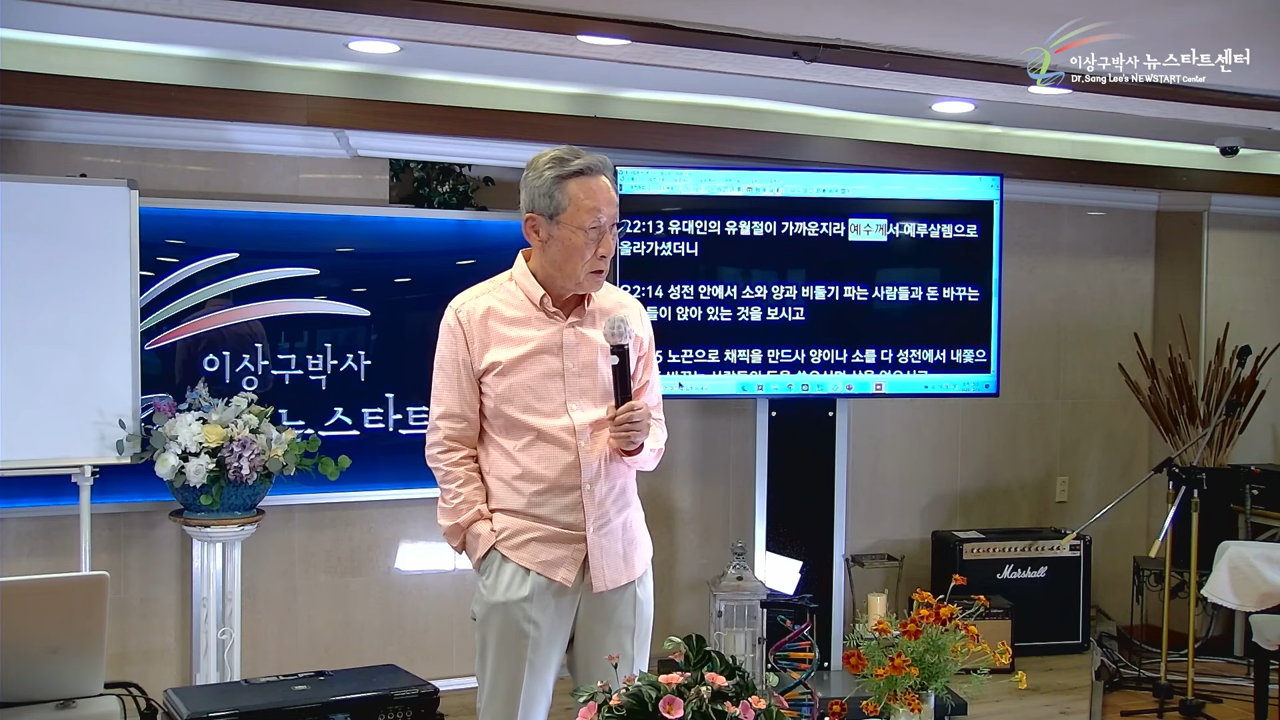 이상구박사 뉴스타트센터
Dr. Sang Lee's NEWSTART Center
22:13 유대인의 유월절이 가까운지라 예수께서 예루살렘으로
올라가셨더니
22:14 성전 안에서 소와 양과 비둘기 파는 사람들과 돈 바꾸는
들이 앉아 있는 것을 보시고
노끈으로 채찍을 만드사 양이나 소를 다 성전에서 내쫓으
이상구박사
뉴스타트
Marshall